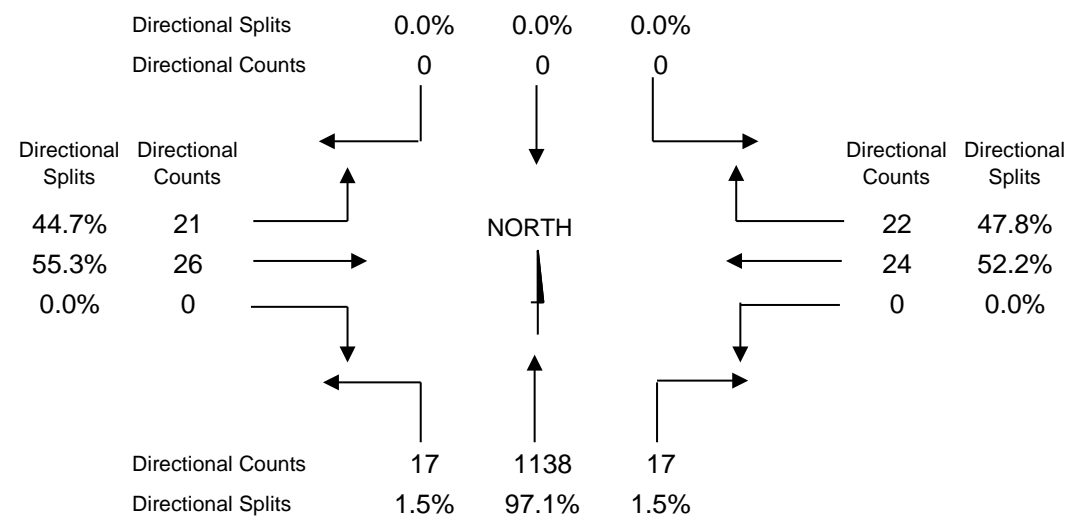 Directional Splits 0.0% 0.0% 0.0%
Directional Counts 0 0 0
Directional Directional Directional Directional
Splits Counts Counts Splits
44.7% 21 22 47.8%
NORTH
55.3% 26 24 52.2%
0.0% 0 0 0.0%
Directional Counts 17 1138 17
Directional Splits 1.5% 97.1% 1.5%